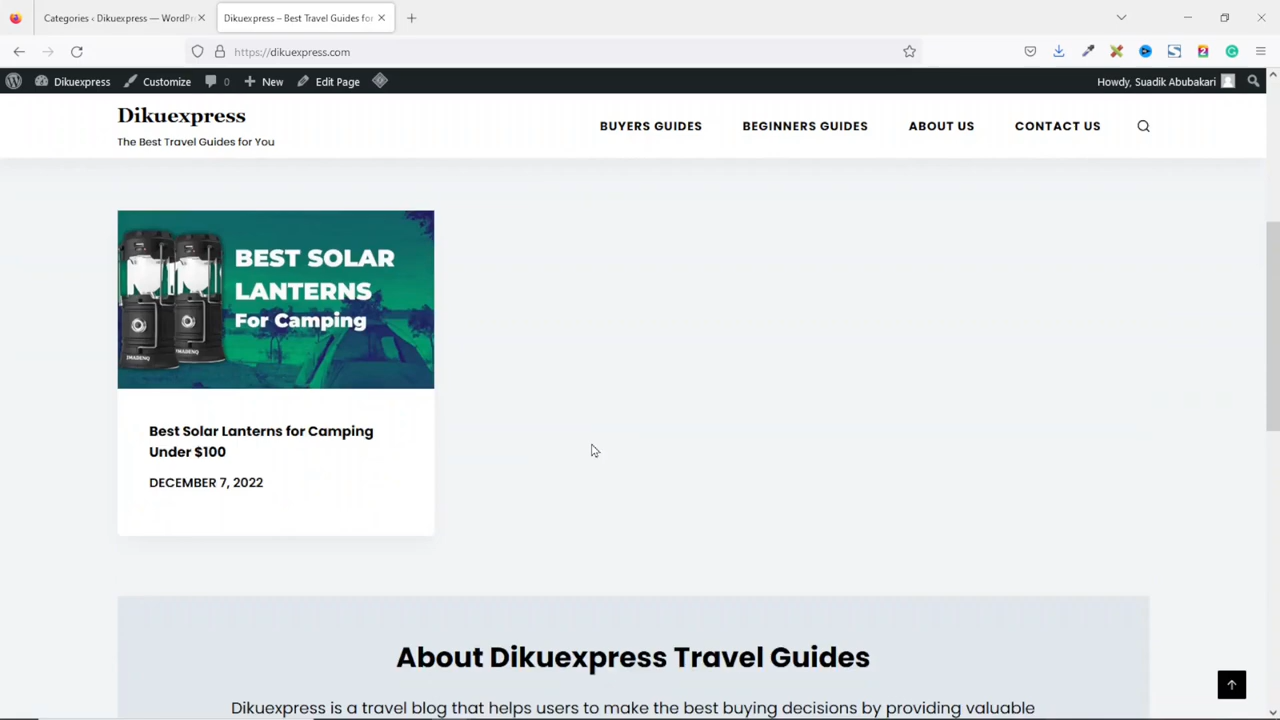 Categories ‹ Dikuexpress — WordPr
Dikuexpress – Best Travel Guides for
https://dikuexpress.com
Dikuexpress
Customize
0
New
Edit Page
Howdy, Suadik Abubakari
Dikuexpress
The Best Travel Guides for You
BUYERS GUIDES
BEGINNERS GUIDES
ABOUT US
CONTACT US
BEST SOLAR
LANTERNS
For Camping
Best Solar Lanterns for Camping
Under $100
DECEMBER 7, 2022
About Dikuexpress Travel Guides
Dikuexpress is a travel blog that helps users to make the best buying decisions by providing valuable